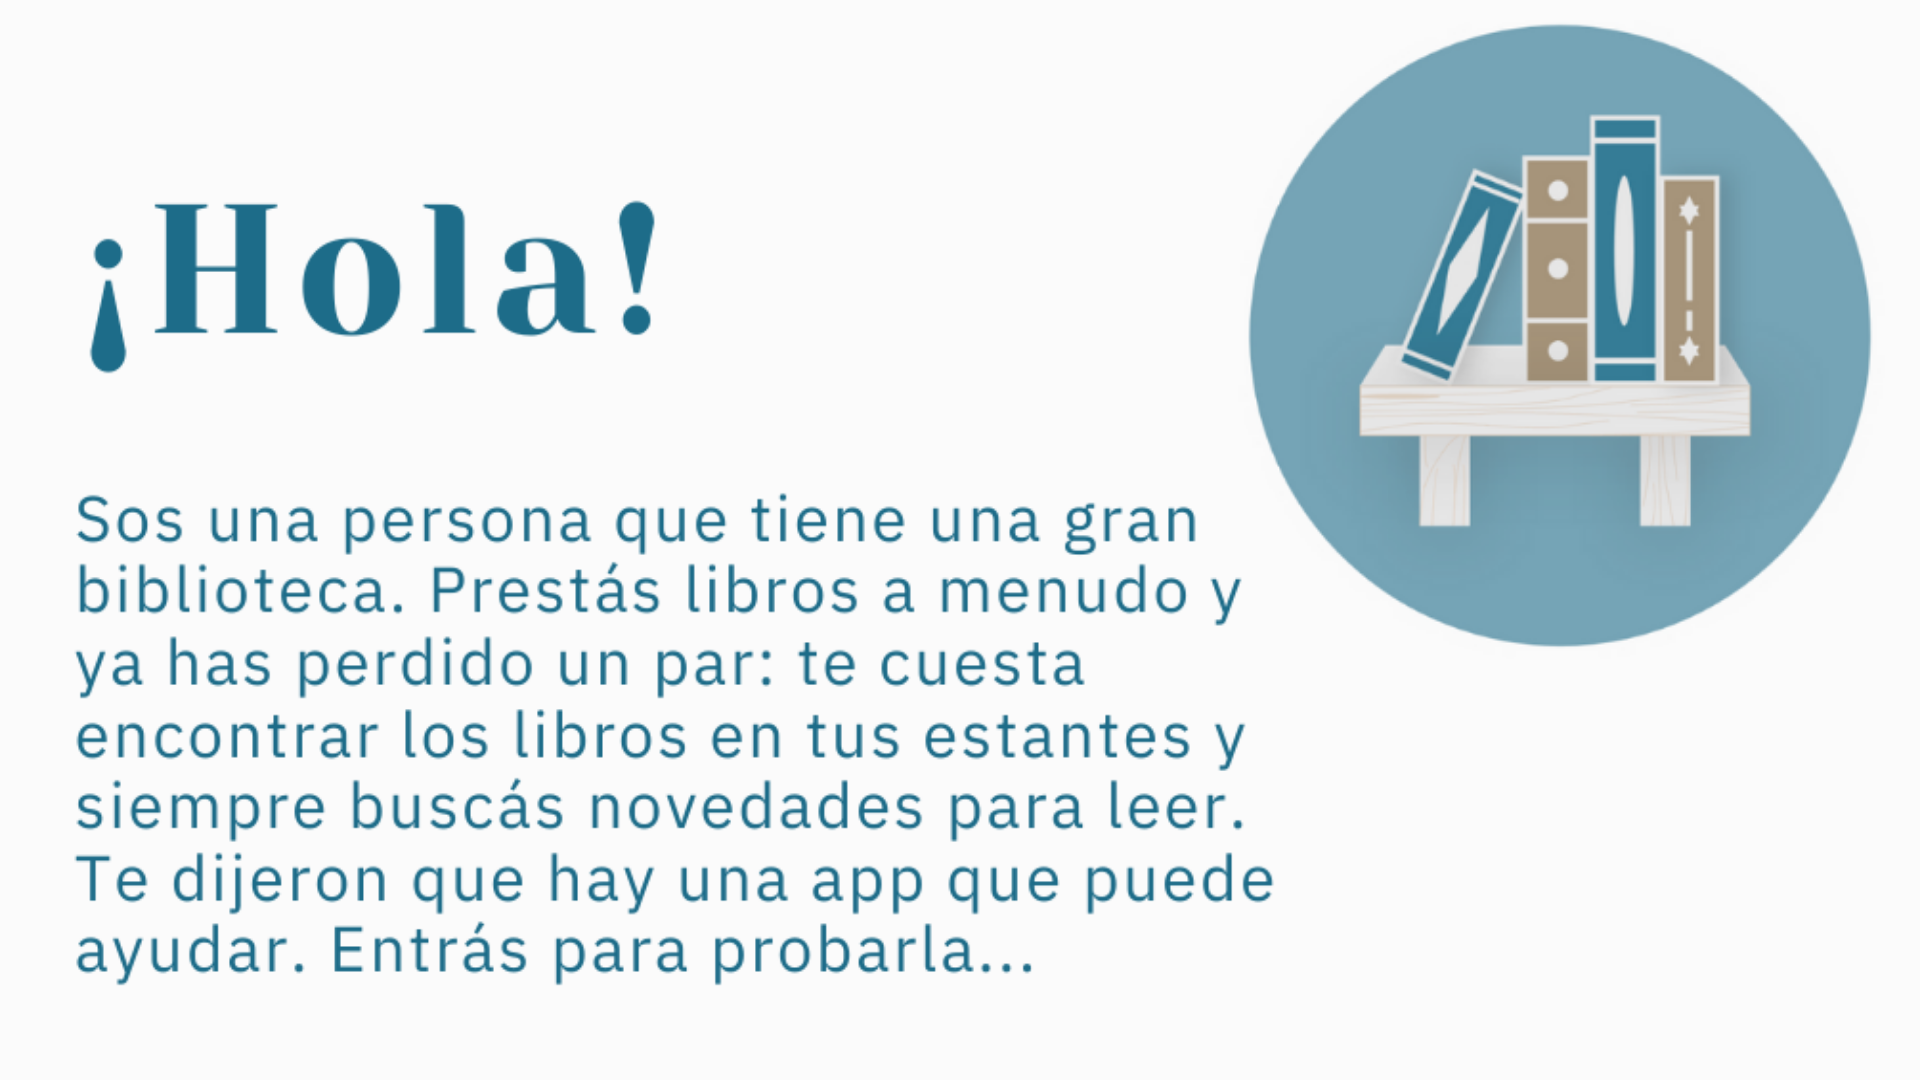 ¡Hola!
Sos una persona que tiene una gran
biblioteca. Prestás libros a menudo y
ya has perdido un par: te cuesta
encontrar los libros en tus estantes y
siempre buscás novedades para leer.
Te dijeron que hay una app que puede
ayudar. Entrás para probarla...